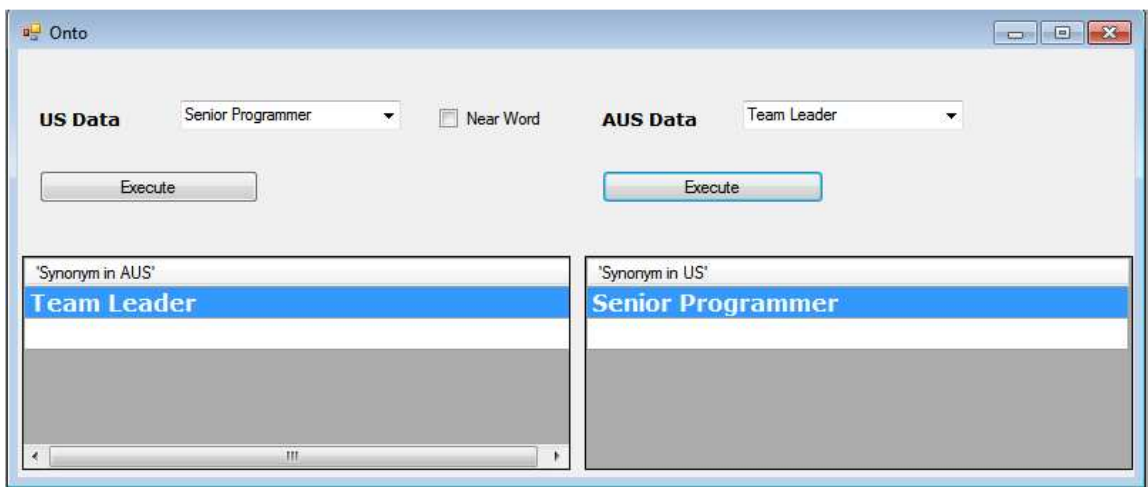 Onto
US Data Senior Programmer Near Word AUS Data Team Leader
Execute Execute
'Synonym in AUS' 'Synonym in US'
Team Leader Senior Programmer